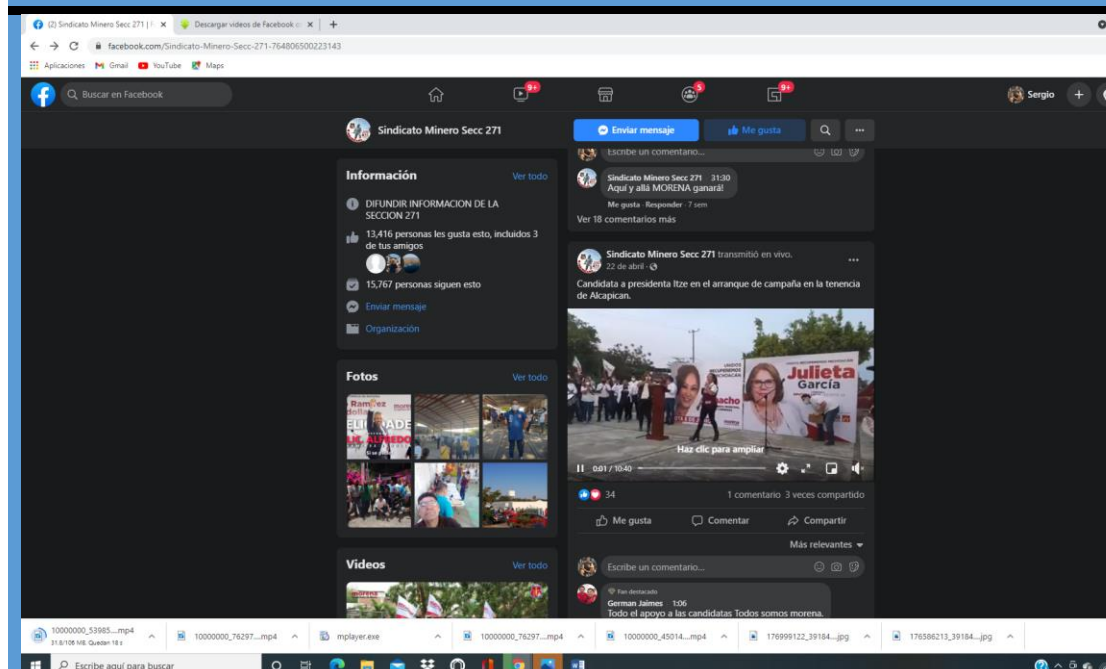 (2) Sindicato Minero Secc 271 |
Descargar videos de Facebook
facebook.com/Sindicato-Minero-Secc-271-764806500223143
Aplicaciones
Gmail
YouTube
Maps
Buscar en Facebook
9+
5
9+
Sergio
Sindicato Minero Secc 271
Enviar mensaje
Me gusta
Información
Ver todo
DIFUNDIR INFORMACION DE LA
SECCION 271
13,416 personas les gusta esto, incluidos 3
de tus amigos
15,767 personas siguen esto
Enviar mensaje
Organización
Fotos
Ver todo
Videos
Ver todo
Escribe un comentario...
Sindicato Minero Secc 271 31:30
Aquí y allá MORENA ganará!
Me gusta · Responder · 7 sem
Ver 18 comentarios más
Sindicato Minero Secc 271 transmitió en vivo.
22 de abril ·
Candidata a presidenta Itze en el arranque de campaña en la tenencia
de Alcapican.
Julieta
García
Haz clic para ampliar
0:01 / 10:40
34
1 comentario 3 veces compartido
Me gusta
Comentar
Compartir
Más relevantes
Escribe un comentario...
Fan destacado
German Jaimes 1:06
Todo el apoyo a las candidatas Todos somos morena.
10000000_53985....mp4
31.8/106 MB, Quedan 18 s
10000000_76297....mp4
mplayer.exe
10000000_76297....mp4
10000000_45014....mp4
176999122_39184....jpg
176586213_39184....jpg
Escribe aquí para buscar